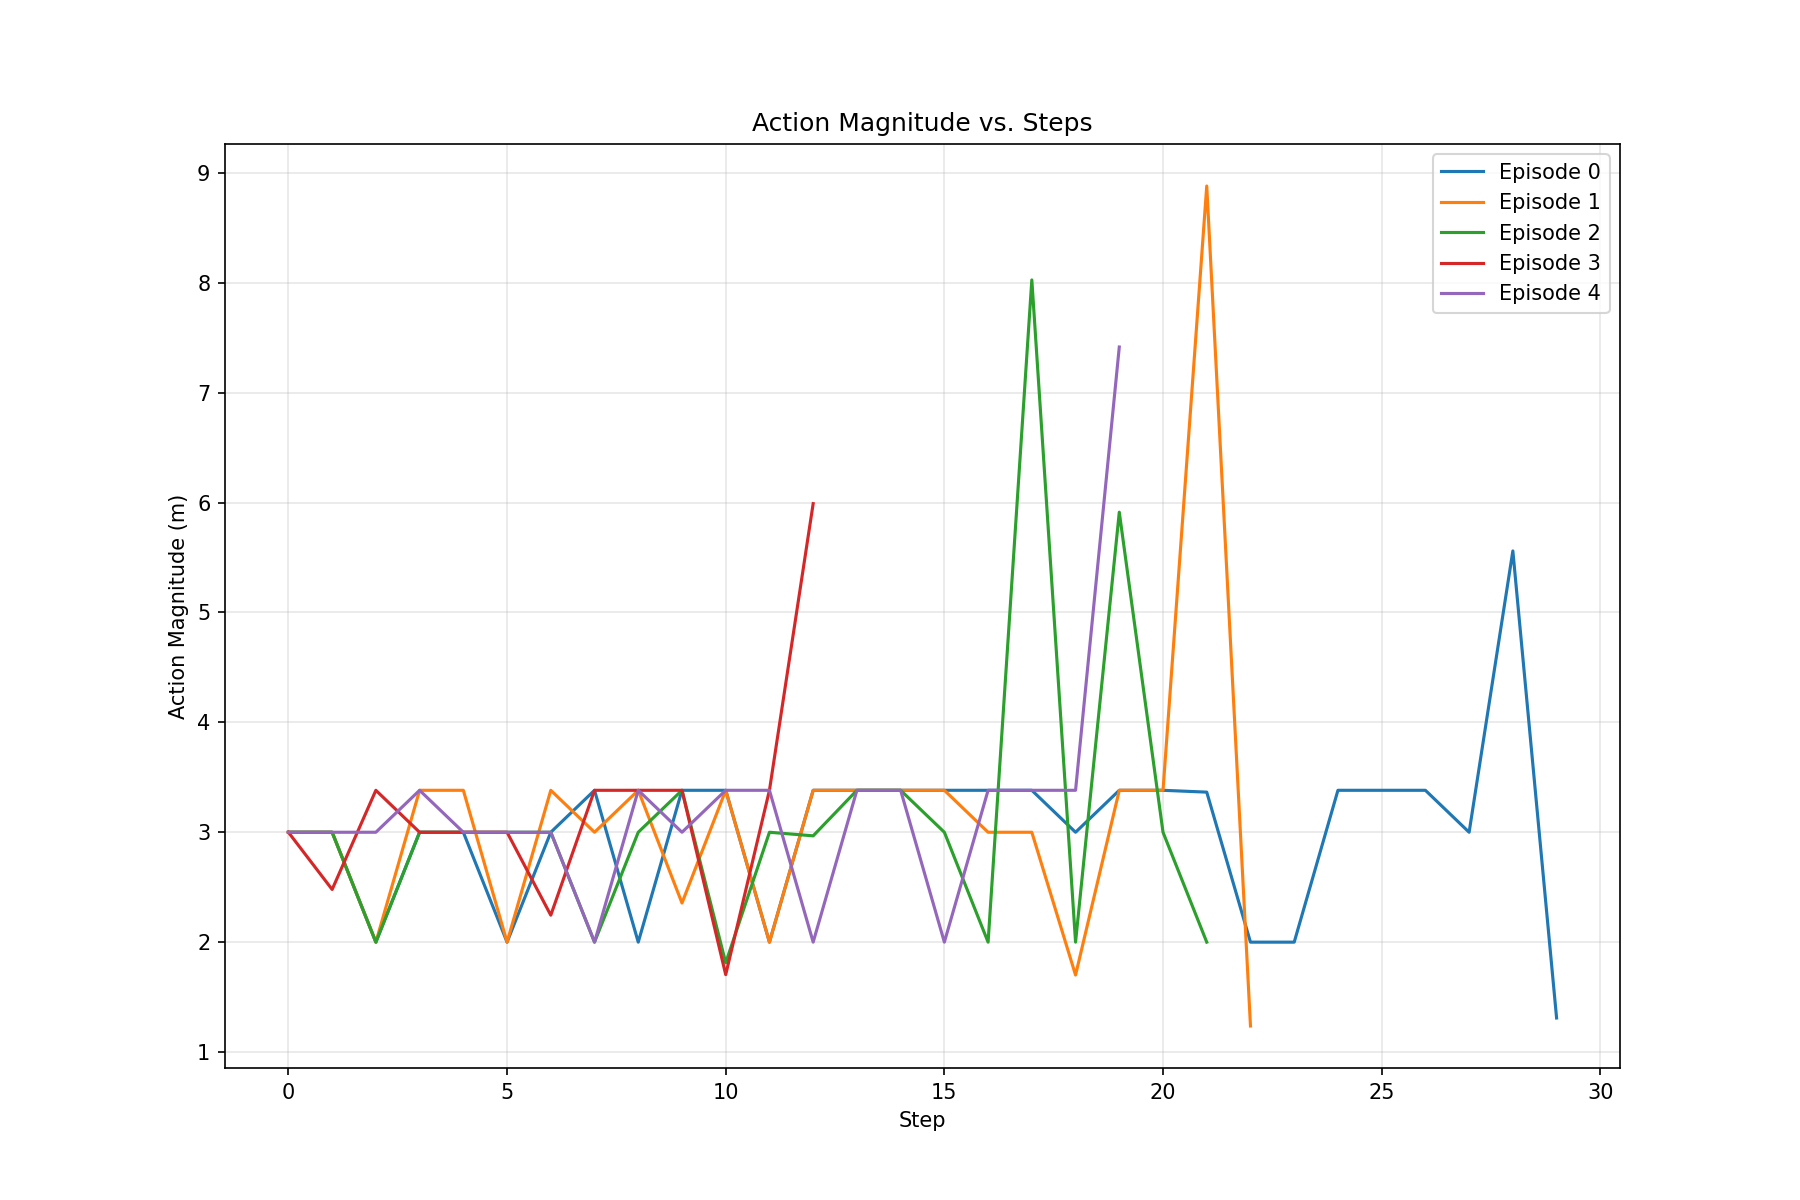 Action Magnitude vs. Steps
Action Magnitude (m)
9
8
7
6
5
4
3
2
1
0 5 10 15 20 25 30
Step
Episode 0
Episode 1
Episode 2
Episode 3
Episode 4